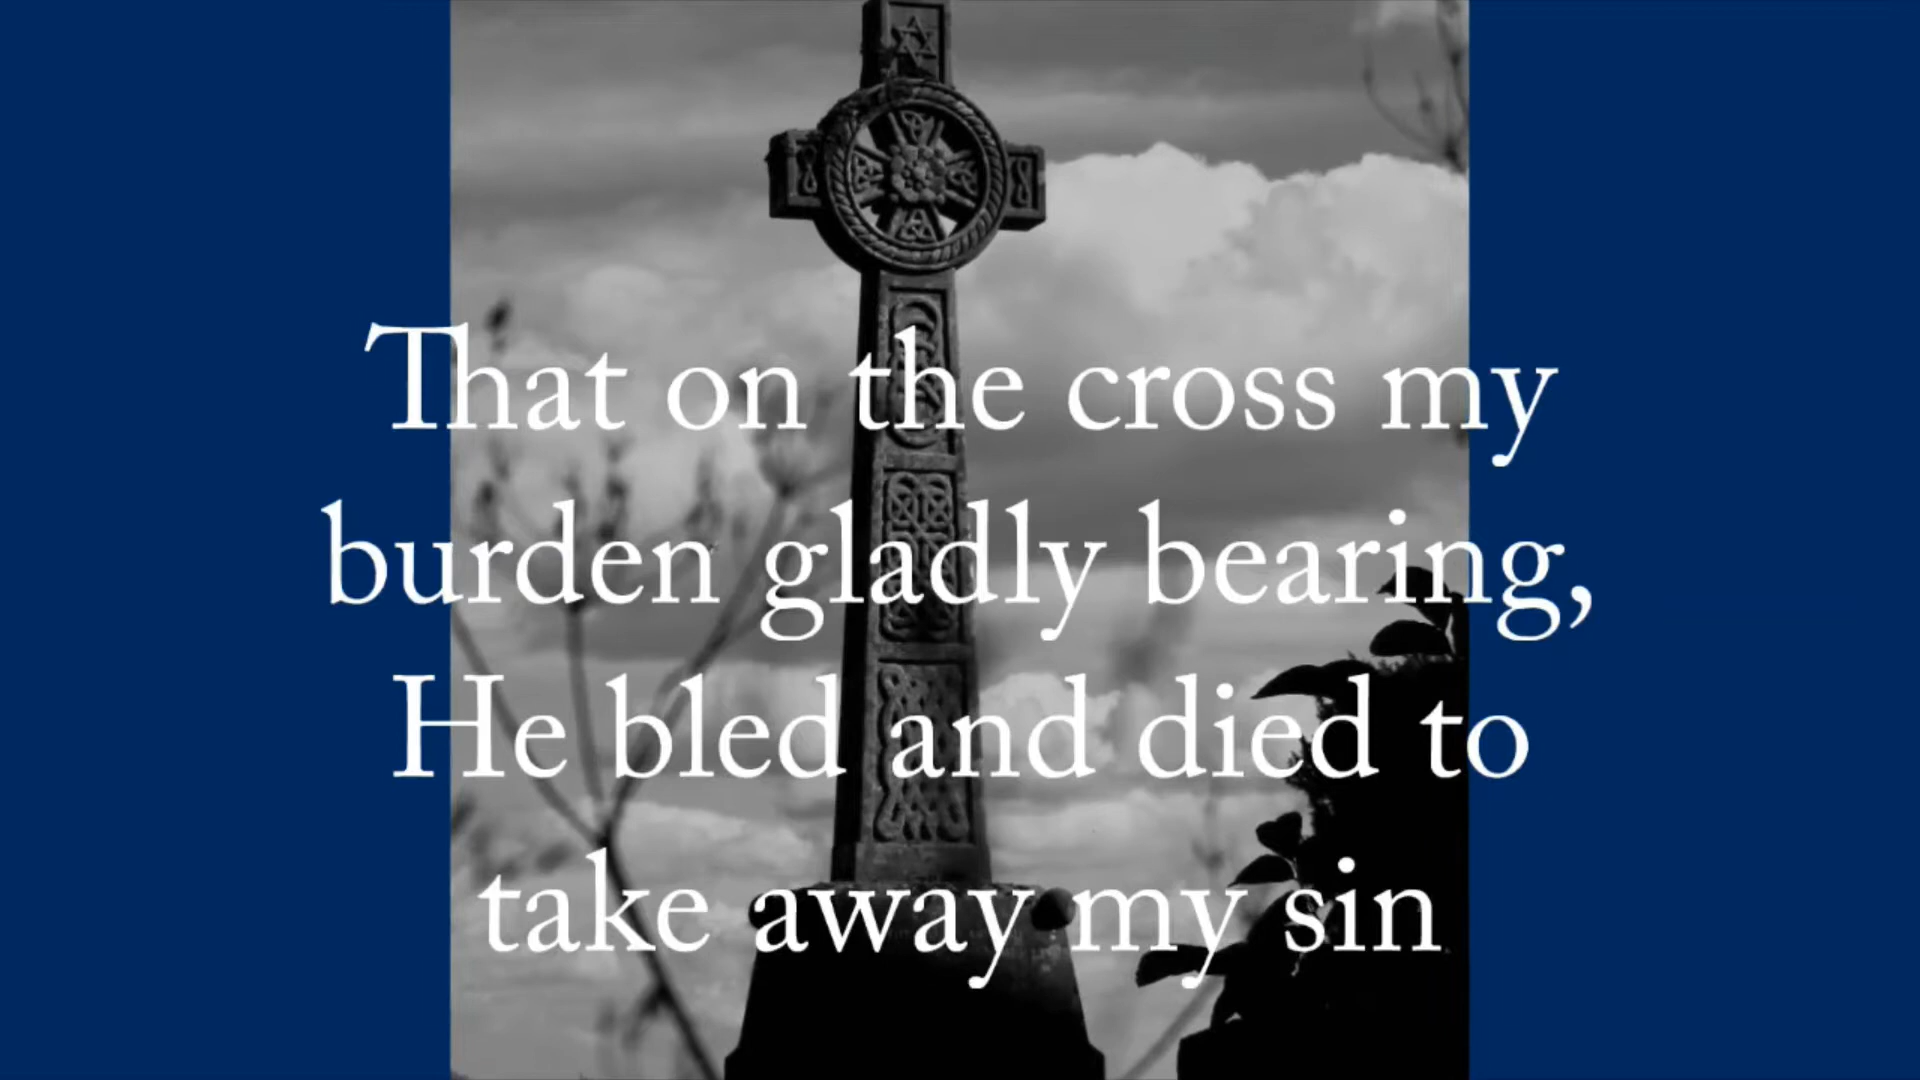 That on the cross my
burden gladly bearing,
He bled and died to
take away my sin